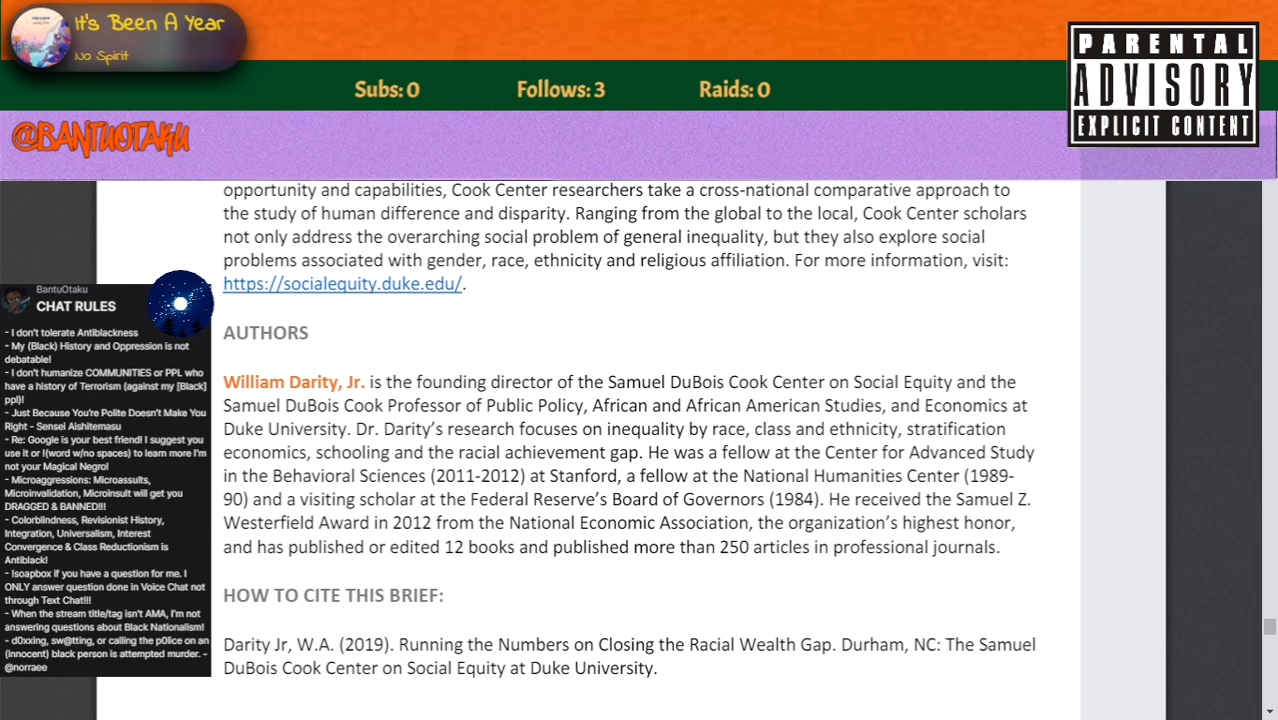 It's Been A Year
No Spirit
PARENTAL
ADVISORY
EXPLICIT CONTENT
Subs: 0
Follows: 3
Raids: 0
@BANTUOTAKU
opportunity and capabilities, Cook Center researchers take a cross-national comparative approach to
the study of human difference and disparity. Ranging from the global to the local, Cook Center scholars
not only address the overarching social problem of general inequality, but they also explore social
problems associated with gender, race, ethnicity and religious affiliation. For more information, visit:
https://socialequity.duke.edu/.
AUTHORS
William Darity, Jr. is the founding director of the Samuel DuBois Cook Center on Social Equity and the
Samuel DuBois Cook Professor of Public Policy, African and African American Studies, and Economics at
Duke University. Dr. Darity's research focuses on inequality by race, class and ethnicity, stratification
economics, schooling and the racial achievement gap. He was a fellow at the Center for Advanced Study
in the Behavioral Sciences (2011-2012) at Stanford, a fellow at the National Humanities Center (1989-
90) and a visiting scholar at the Federal Reserve's Board of Governors (1984). He received the Samuel Z.
Westerfield Award in 2012 from the National Economic Association, the organization's highest honor,
and has published or edited 12 books and published more than 250 articles in professional journals.
HOW TO CITE THIS BRIEF:
Darity Jr, W.A. (2019). Running the Numbers on Closing the Racial Wealth Gap. Durham, NC: The Samuel
DuBois Cook Center on Social Equity at Duke University.
BantuOtaku
CHAT RULES
- I don't tolerate Antiblackness
- My (Black) History and Oppression is not
debatable!
- I don't humanize COMMUNITIES or PPL who
have a history of Terrorism (against my [Black]
ppl)!
- Just Because You're Polite Doesn't Make You
Right - Sensei Aishitemasu
- Re: Google is your best friend! I suggest you
use it or !(word w/no spaces) to learn more I'm
not your Magical Negro!
- Microaggressions: Microassults,
Microinvalidation, Microinsult will get you
DRAGGED & BANNED!!!
- Colorblindness, Revisionist History,
Integration, Universalism, Interest
Convergence & Class Reductionism is
Antiblack!
- !soapbox if you have a question for me. I
ONLY answer question done in Voice Chat not
through Text Chat!!!
- When the stream title/tag isn't AMA, I'm not
answering questions about Black Nationalism!
- d0xxing, sw@tting, or calling the p0lice on an
(innocent) black person is attempted murder. -
@norraee